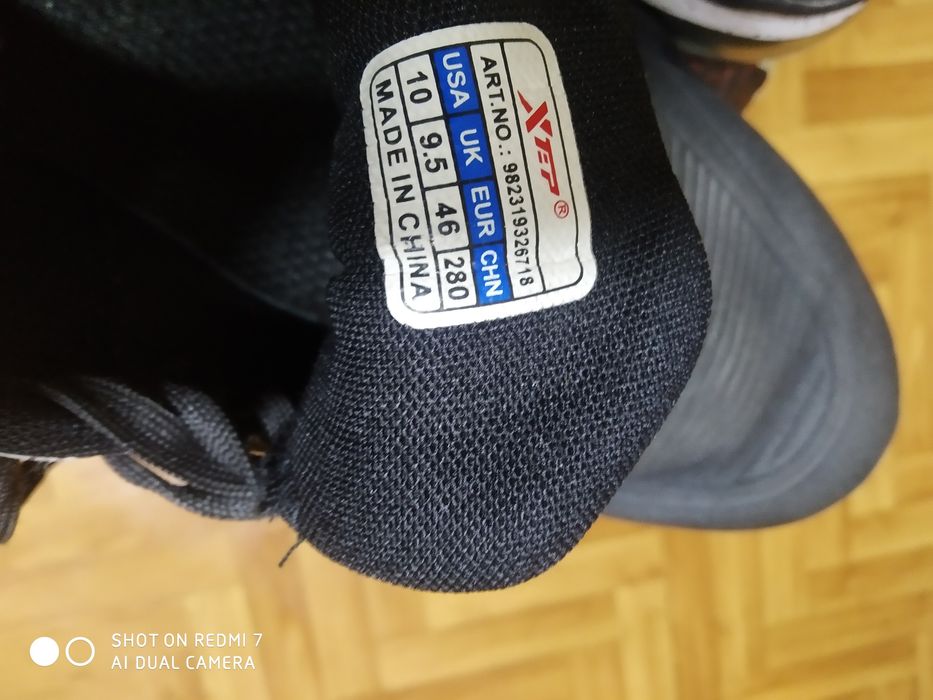 XTEP®
ART.NO.: 982319326718
USA UK EUR CHN
10 9.5 46 280
MADE IN CHINA
SHOT ON REDMI 7
AI DUAL CAMERA